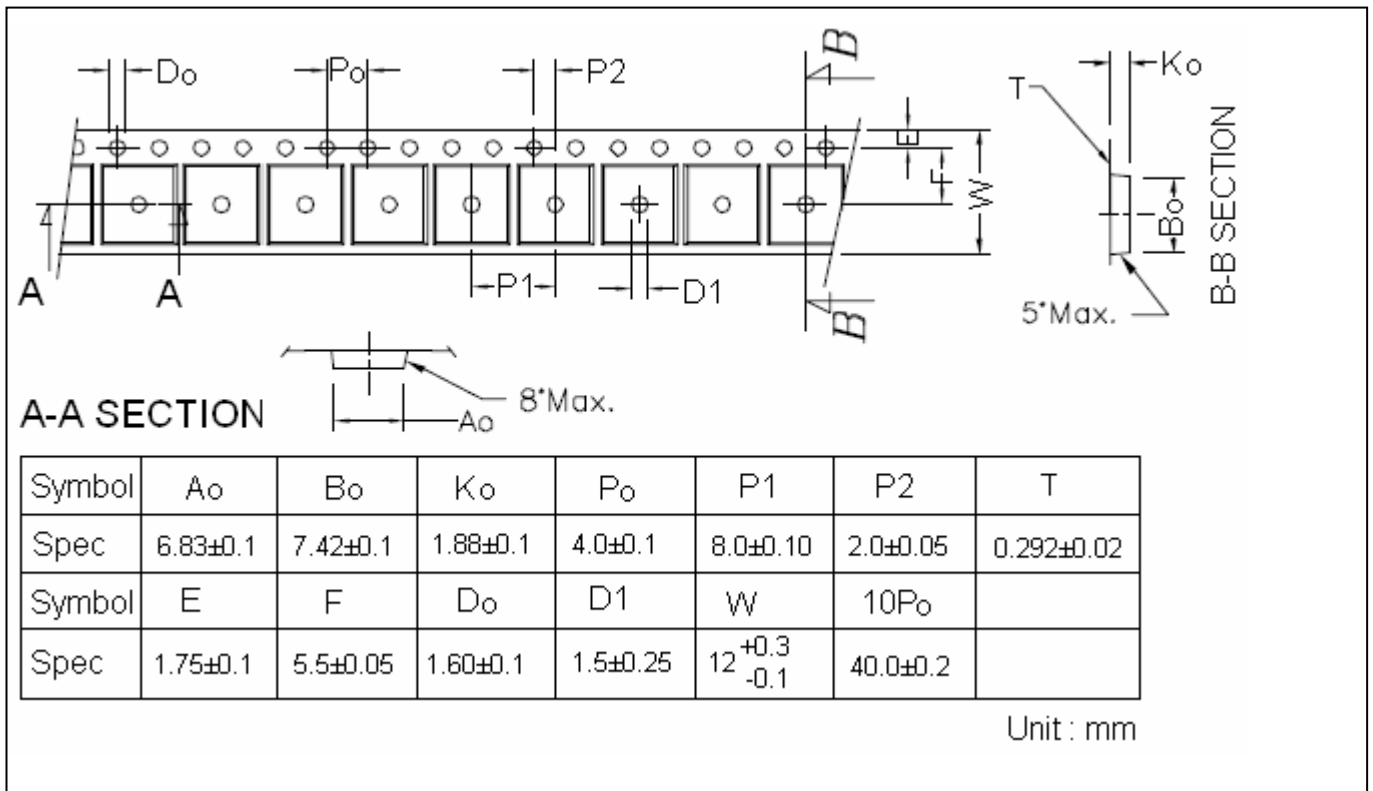 Do
Po
P2
B
Ko
T
E
F
W
Bo
B-B SECTION
A
A
P1
D1
B
5°Max.
8°Max.
A-A SECTION
Ao
Symbol Ao Bo Ko Po P1 P2 T
Spec 6.83±0.1 7.42±0.1 1.88±0.1 4.0±0.1 8.0±0.10 2.0±0.05 0.292±0.02
Symbol E F Do D1 W 10Po
Spec 1.75±0.1 5.5±0.05 1.60±0.1 1.5±0.25 12 +0.3 -0.1 40.0±0.2
Unit : mm